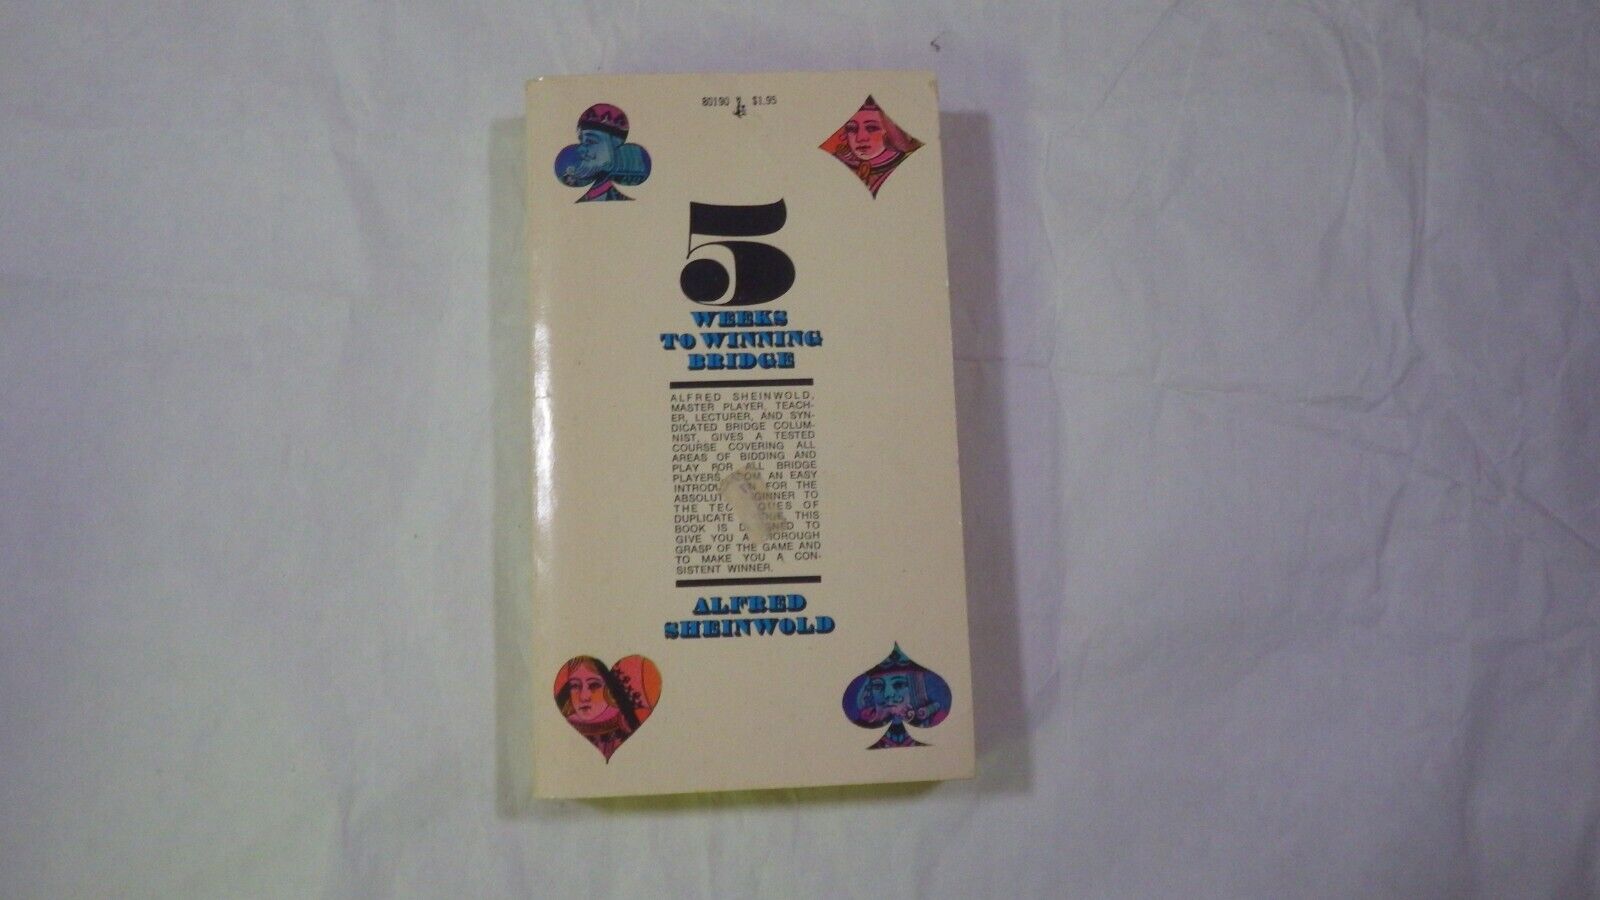 80190 $1.95
5
WEEKS
TO WINNING
BRIDGE
ALFRED SHEINWOLD,
MASTER PLAYER, TEACH-
ER, LECTURER, AND SYN-
DICATED BRIDGE COLUM-
NIST, GIVES A TESTED
COURSE COVERING ALL
AREAS OF BIDDING AND
PLAY FOR ALL BRIDGE
PLAYERS, AN EASY
FOR THE
TO
THE OF
DUPLICATE THIS
BOOK IS TO
GIVE YOU A
GRASP OF THE GAME AND
TO MAKE YOU A CON-
SISTENT WINNER.
ALFRED
SHEINWOLD